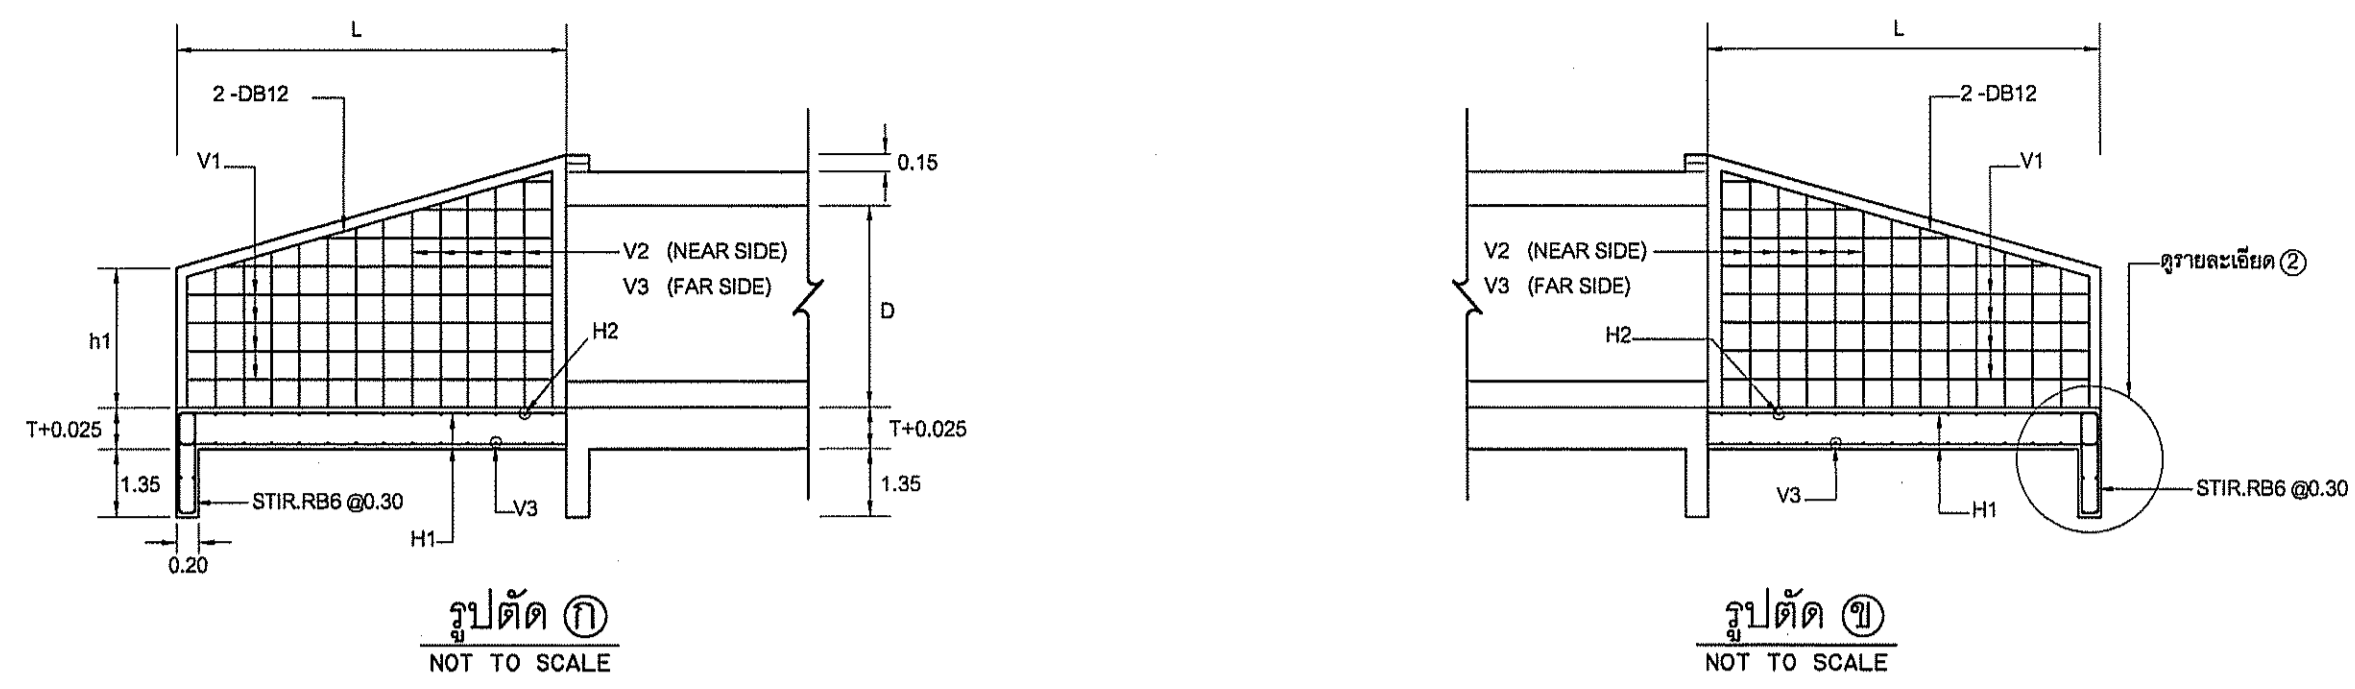 L
2 -DB12
V1
0.15
V2 (NEAR SIDE)
V3 (FAR SIDE)
D
h1
H2
T+0.025
T+0.025
1.35
1.35
STIR.RB6 @0.30
V3
H1
0.20
รูปตัด ก
NOT TO SCALE
L
2 -DB12
V1
V2 (NEAR SIDE)
V3 (FAR SIDE)
ดูรายละเอียด 2
H2
V3
H1
STIR.RB6 @0.30
รูปตัด ข
NOT TO SCALE